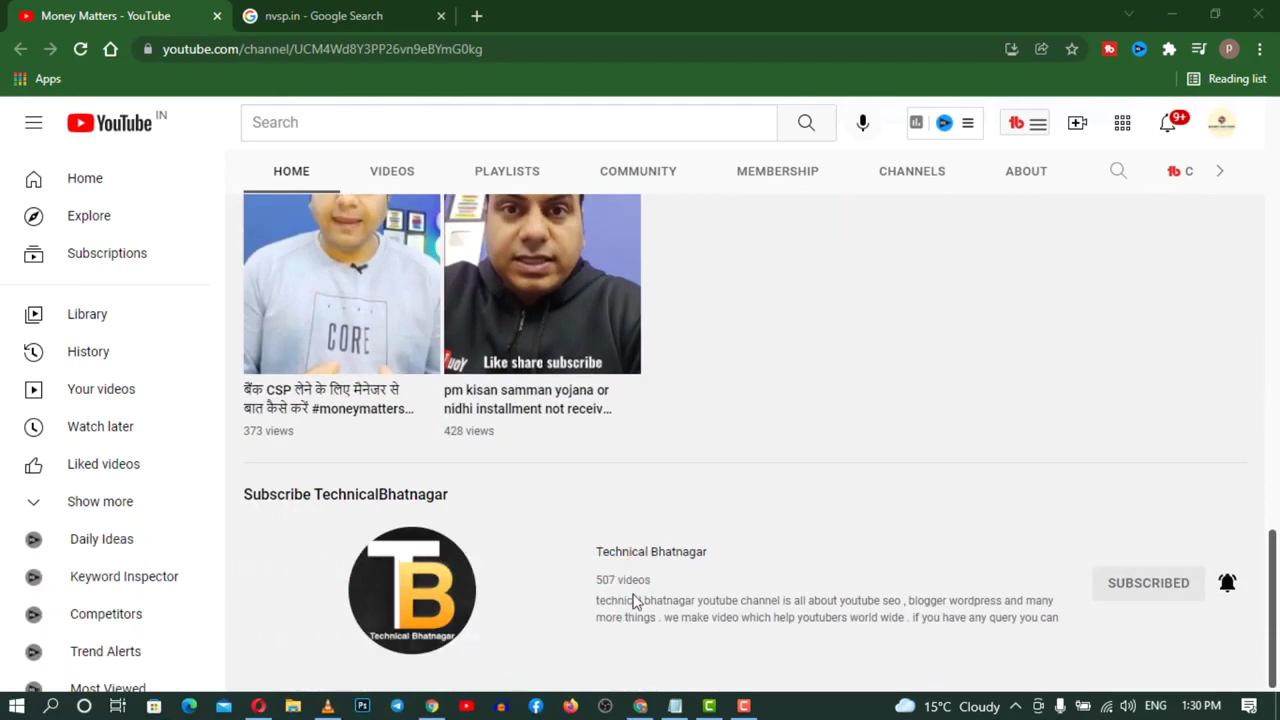 Money Matters - YouTube
nvsp.in - Google Search
youtube.com/channel/UCM4Wd8Y3PP26vn9eBYmG0kg
P
Apps
Reading list
YouTube IN
Search
tb
9+
HOME
VIDEOS
PLAYLISTS
COMMUNITY
MEMBERSHIP
CHANNELS
ABOUT
tb C
Home
Explore
Subscriptions
Library
History
Your videos
Watch later
Liked videos
Show more
Daily Ideas
Keyword Inspector
Competitors
Trend Alerts
Most Viewed
CORE
Like share subscribe
बैंक CSP लेने के लिए मैनेजर से
बात कैसे करें #moneymatters...
373 views
pm kisan samman yojana or
nidhi installment not receiv...
428 views
Subscribe TechnicalBhatnagar
TB
Technical Bhatnagar
Technical Bhatnagar
507 videos
technical bhatnagar youtube channel is all about youtube seo , blogger wordpress and many
more things . we make video which help youtubers world wide . if you have any query you can
SUBSCRIBED
15°C Cloudy
ENG
1:30 PM